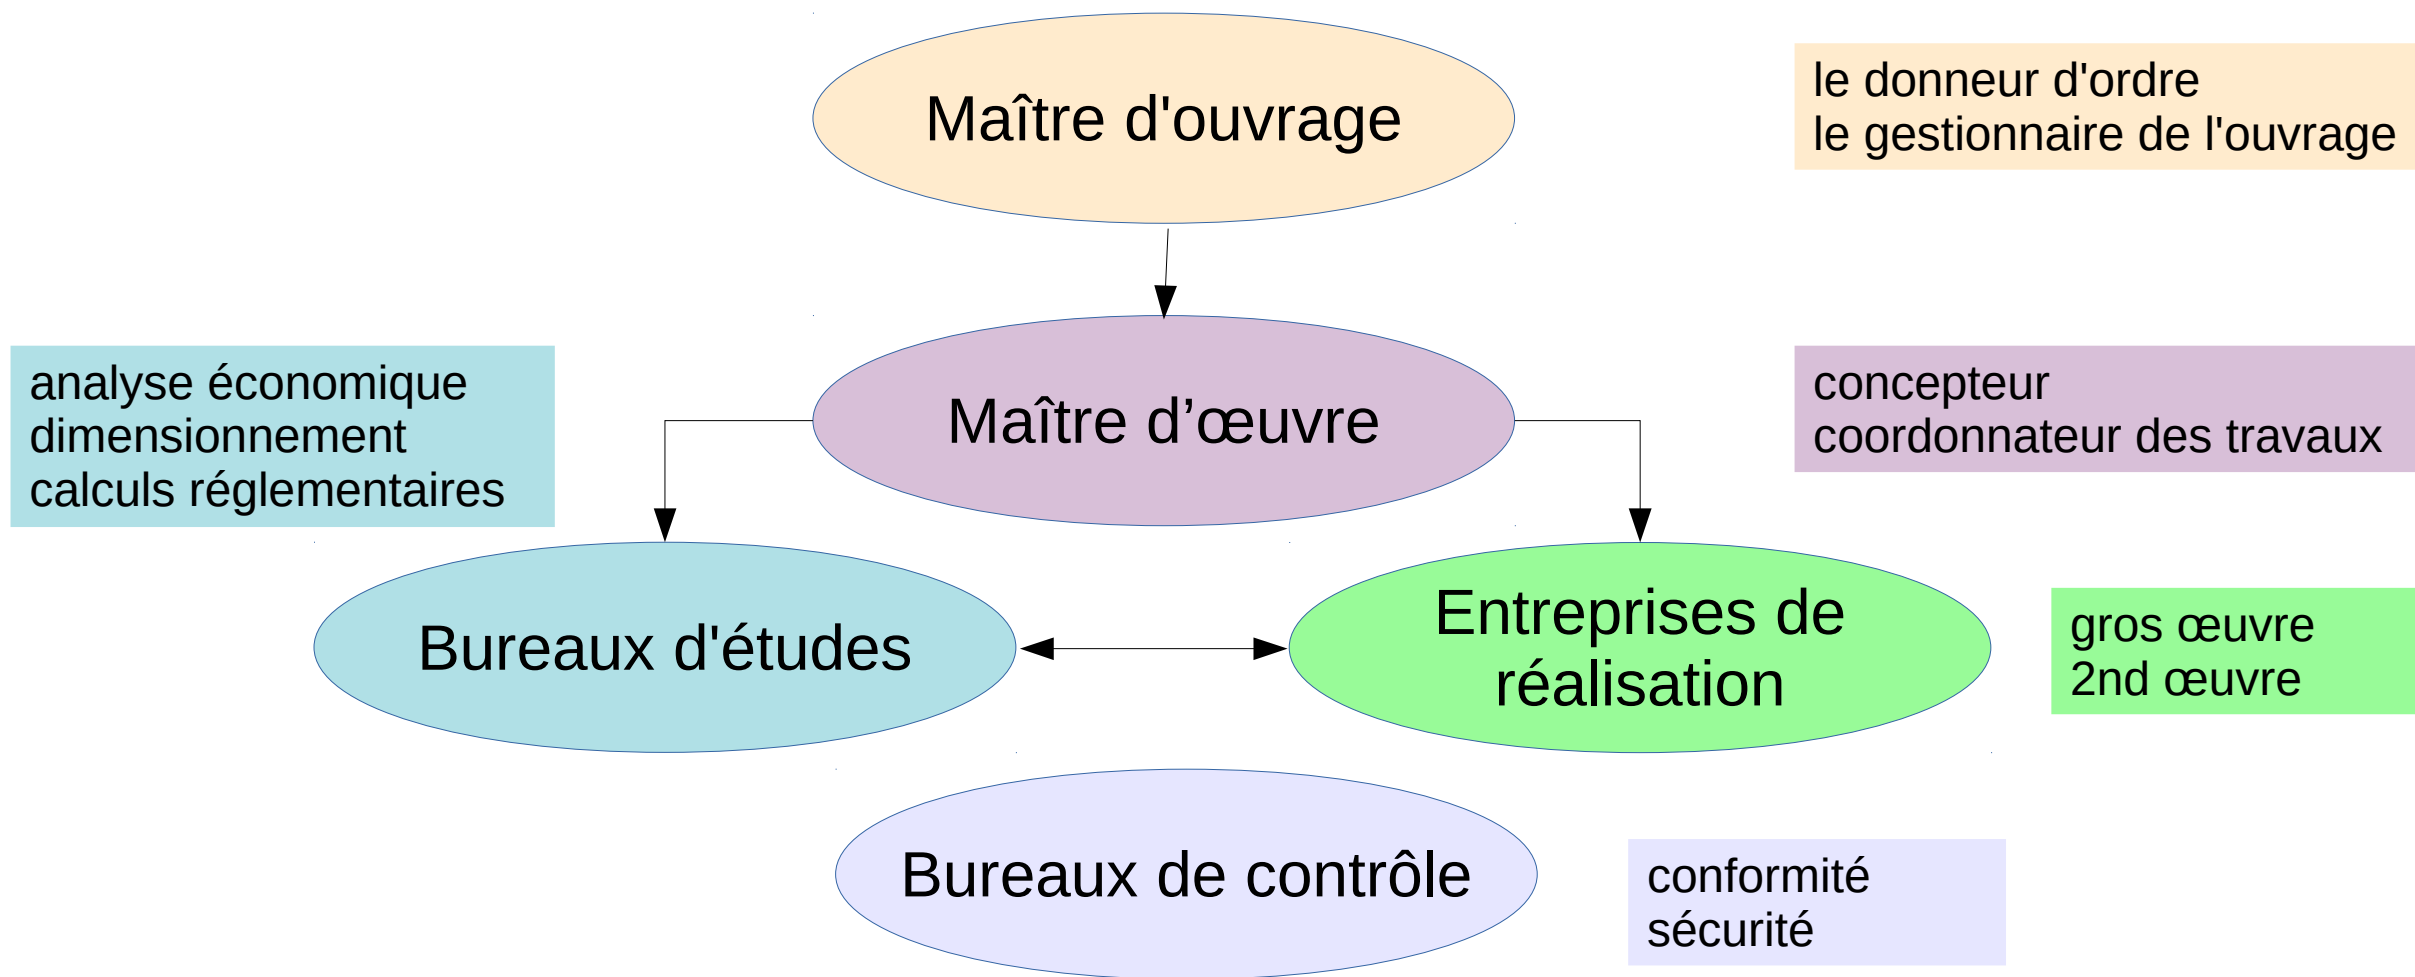 Maître d'ouvrage
le donneur d'ordre
le gestionnaire de l'ouvrage
analyse économique
dimensionnement
calculs réglementaires
Maître d’œuvre
concepteur
coordonnateur des travaux
Bureaux d'études
Entreprises de
réalisation
gros œuvre
2nd œuvre
Bureaux de contrôle
conformité
sécurité